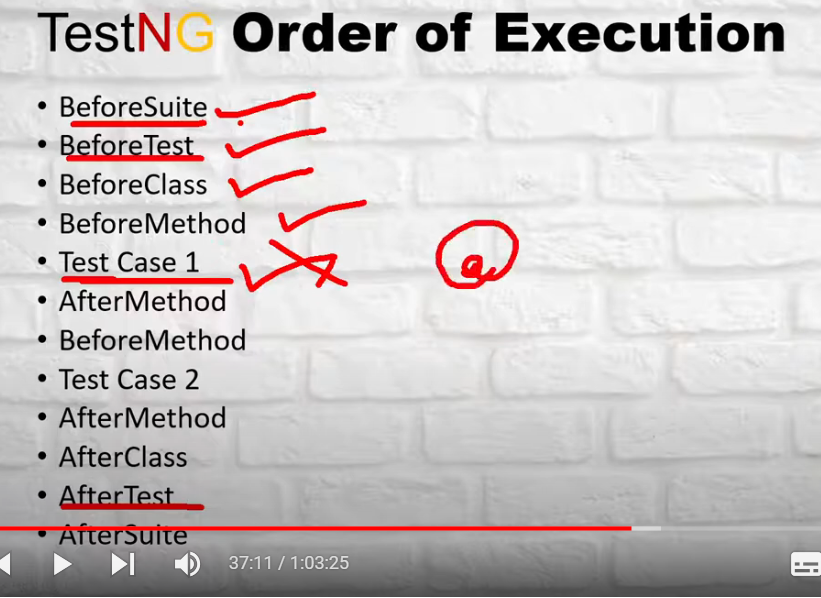 TestNG Order of Execution
• BeforeSuite
• BeforeTest
• BeforeClass
• BeforeMethod
• Test Case 1
• AfterMethod
• BeforeMethod
• Test Case 2
• AfterMethod
• AfterClass
• AfterTest
• AfterSuite
37:11 / 1:03:25